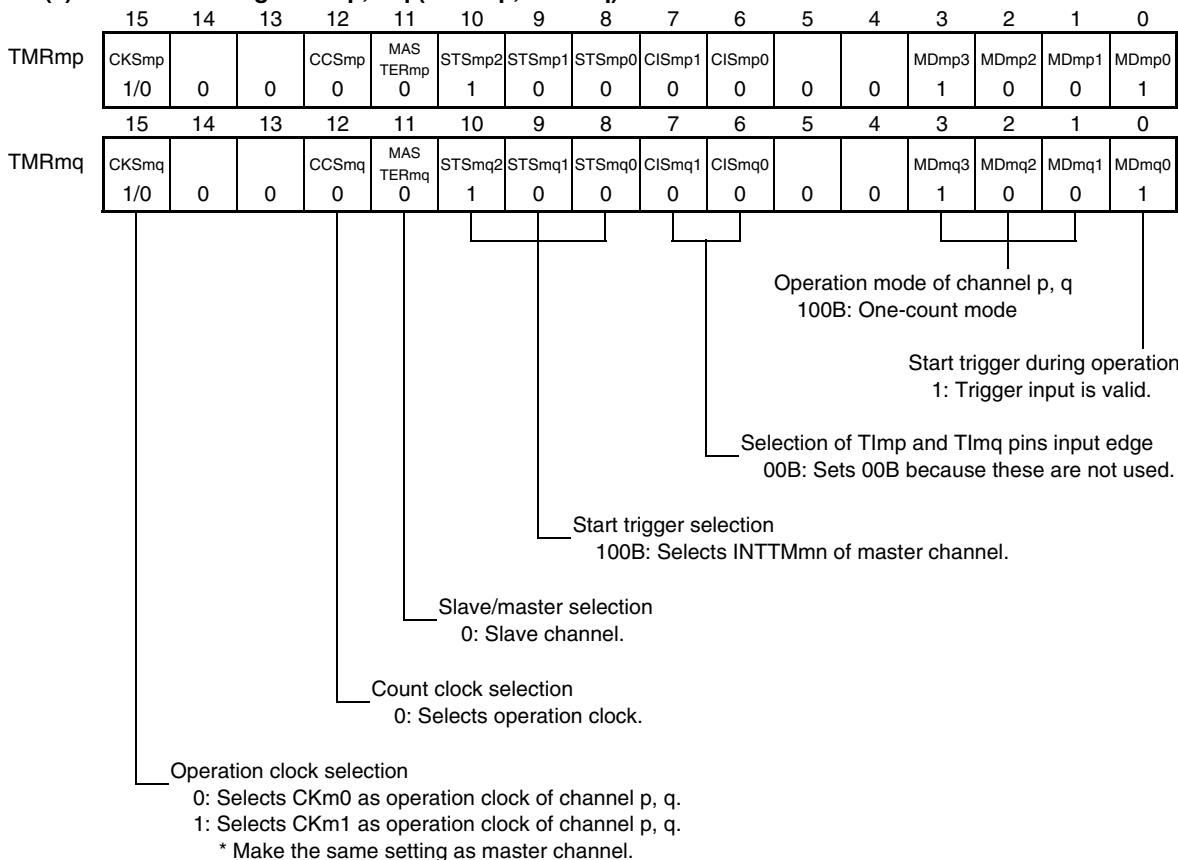 15 14 13 12 11 10 9 8 7 6 5 4 3 2 1 0
TMRmp CKSmp CCSmp MAS TERmp STSmp2 STSmp1 STSmp0 CISmp1 CISmp0 MDmp3 MDmp2 MDmp1 MDmp0
1/0 0 0 0 0 1 0 0 0 0 0 0 1 0 0 1
15 14 13 12 11 10 9 8 7 6 5 4 3 2 1 0
TMRmq CKSmq CCSmq MAS TERmq STSmq2 STSmq1 STSmq0 CISmq1 CISmq0 MDmq3 MDmq2 MDmq1 MDmq0
1/0 0 0 0 0 1 0 0 0 0 0 0 1 0 0 1
Operation mode of channel p, q
100B: One-count mode
Start trigger during operation
1: Trigger input is valid.
Selection of TImp and TImq pins input edge
00B: Sets 00B because these are not used.
Start trigger selection
100B: Selects INTTMmn of master channel.
Slave/master selection
0: Slave channel.
Count clock selection
0: Selects operation clock.
Operation clock selection
0: Selects CKm0 as operation clock of channel p, q.
1: Selects CKm1 as operation clock of channel p, q.
* Make the same setting as master channel.